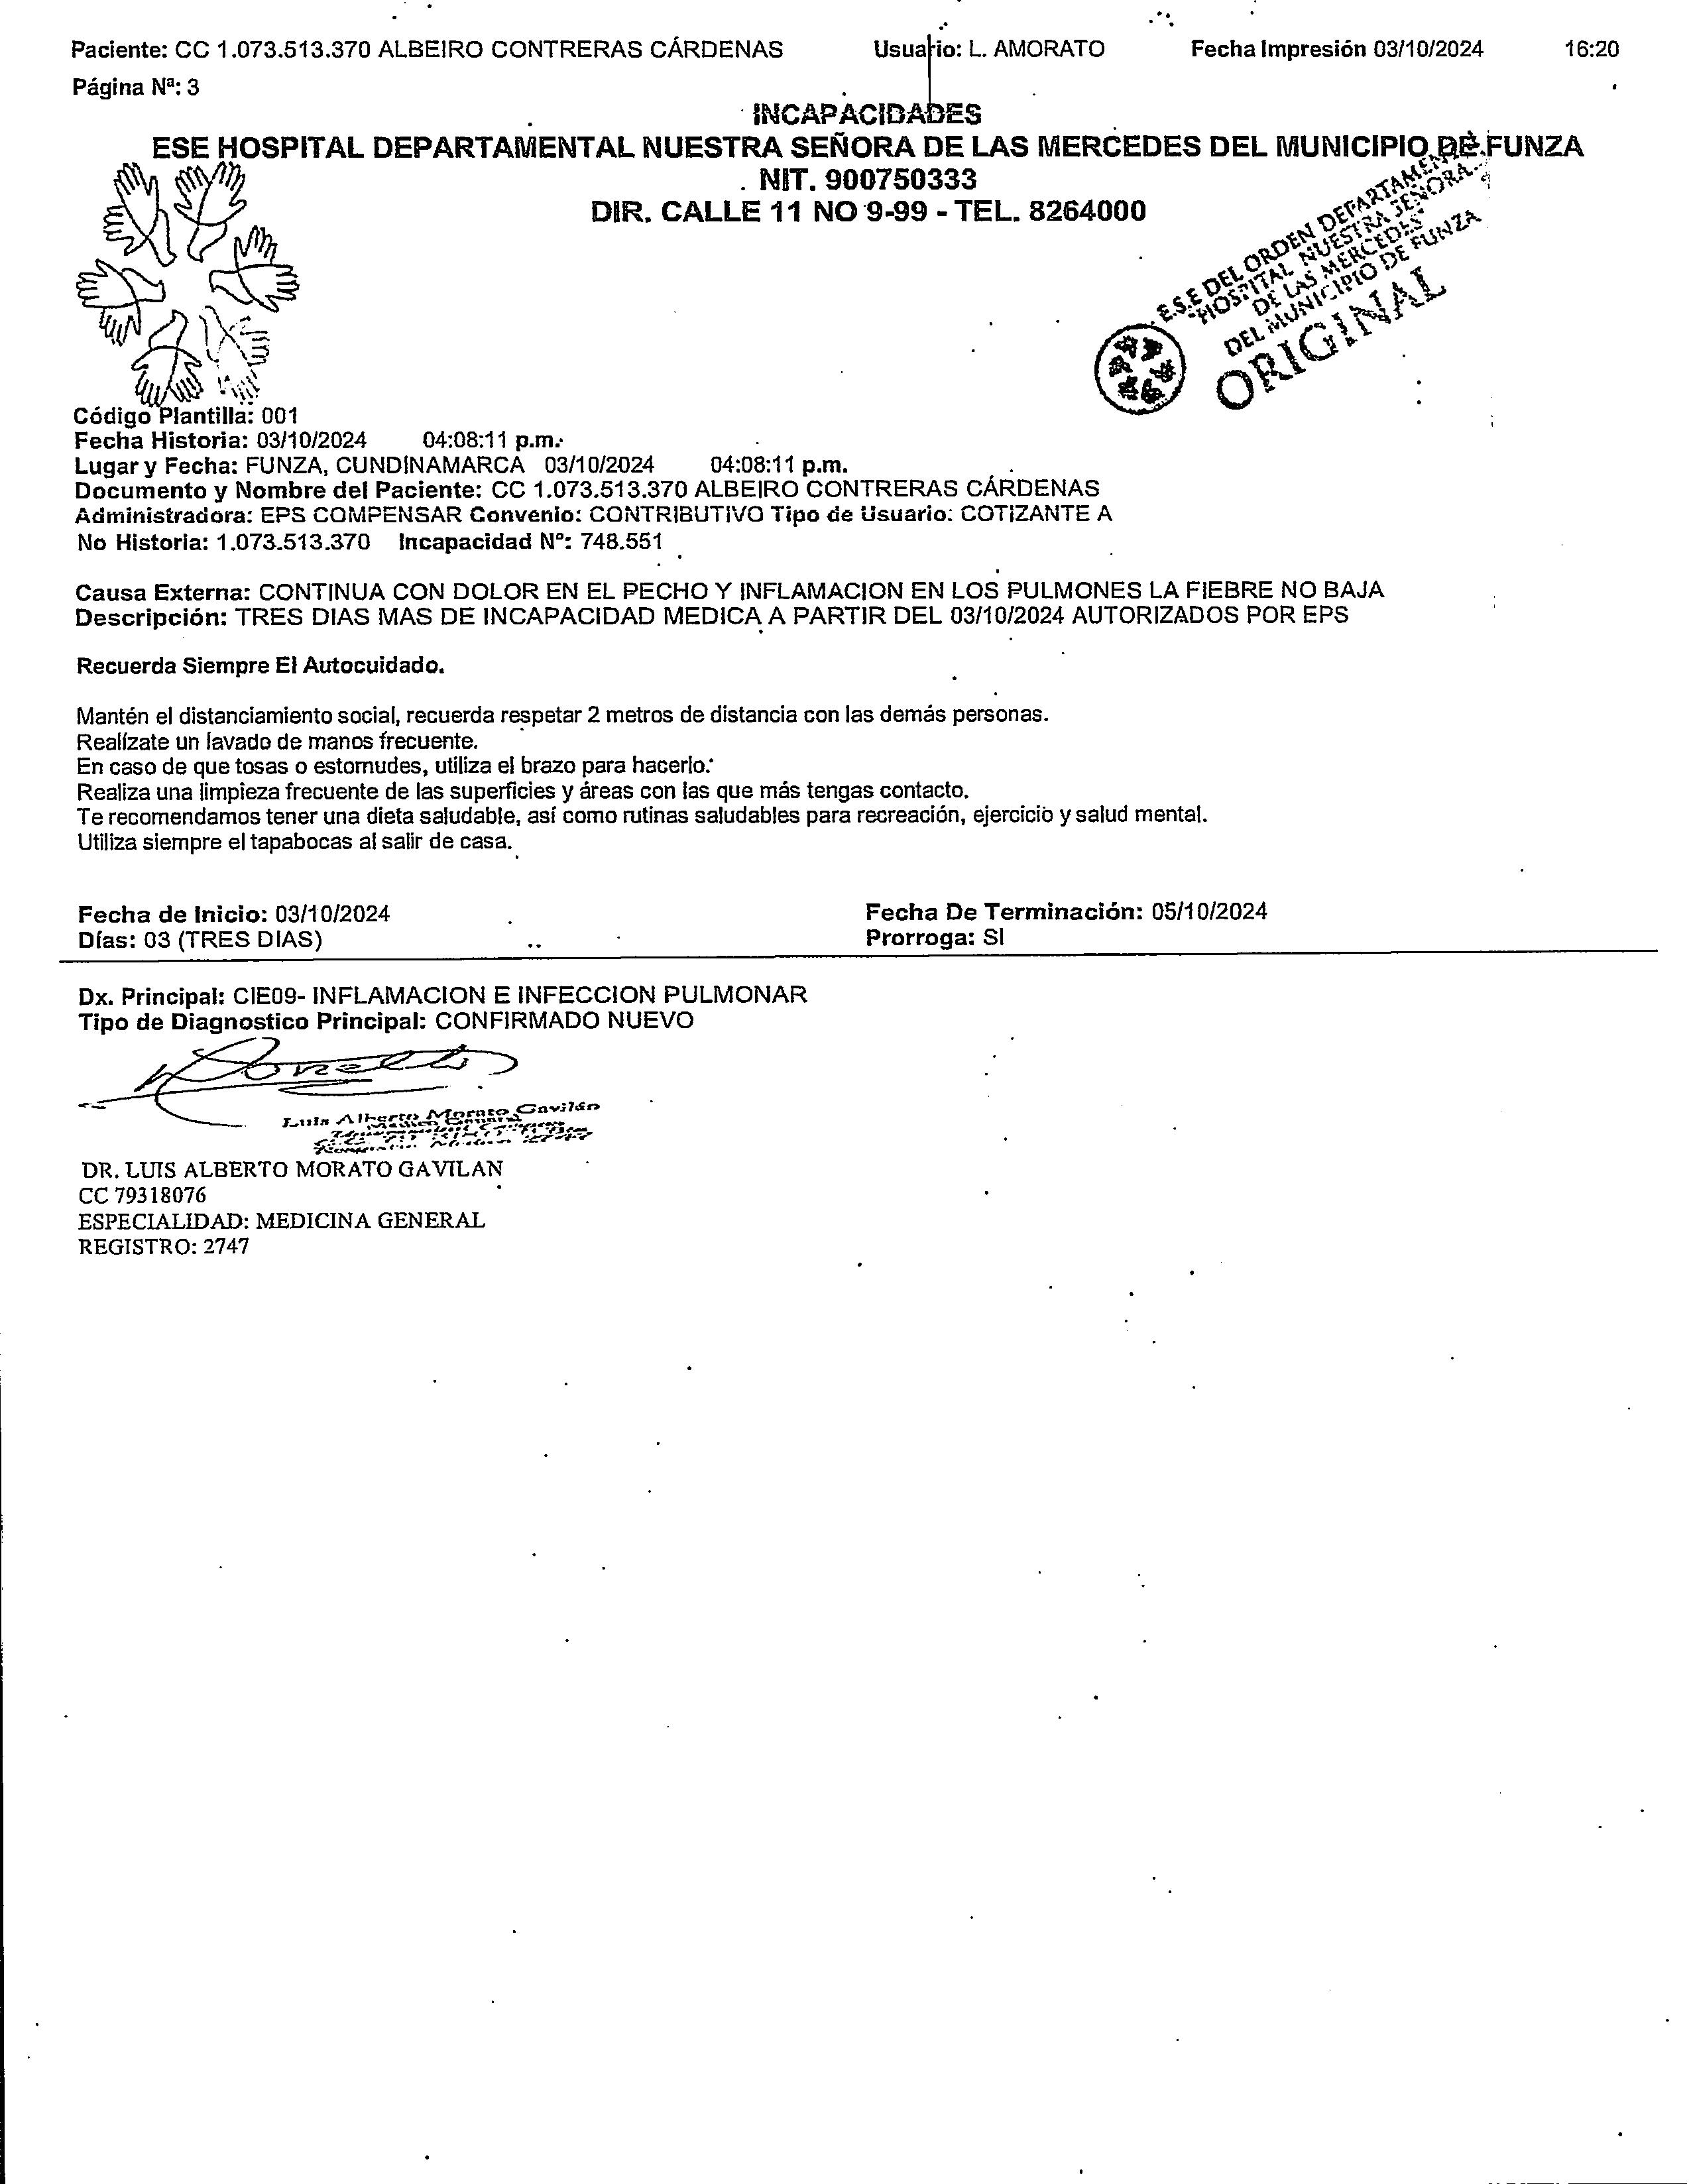 Paciente: CC 1.073.513.370 ALBEIRO CONTRERAS CÁRDENAS Usuario: L. AMORATO Fecha Impresión 03/10/2024 16:20
Página Nª: 3
INCAPACIDADES
ESE HOSPITAL DEPARTAMENTAL NUESTRA SEÑORA DE LAS MERCEDES DEL MUNICIPIO DE FUNZA
NIT. 900750333
DIR. CALLE 11 NO 9-99 - TEL. 8264000
E.S.E DEL ORDEN DEPARTAMENTAL
"HOSPITAL NUESTRA SEÑORA
DE LAS MERCEDES"
DEL MUNICIPIO DE FUNZA
ORIGINAL
Código Plantilla: 001
Fecha Historia: 03/10/2024 04:08:11 p.m.
Lugar y Fecha: FUNZA, CUNDINAMARCA 03/10/2024 04:08:11 p.m.
Documento y Nombre del Paciente: CC 1.073.513.370 ALBEIRO CONTRERAS CÁRDENAS
Administradora: EPS COMPENSAR Convenio: CONTRIBUTIVO Tipo de Usuario: COTIZANTE A
No Historia: 1.073.513.370 Incapacidad Nº: 748.551
Causa Externa: CONTINUA CON DOLOR EN EL PECHO Y INFLAMACION EN LOS PULMONES LA FIEBRE NO BAJA
Descripción: TRES DIAS MAS DE INCAPACIDAD MEDICA A PARTIR DEL 03/10/2024 AUTORIZADOS POR EPS
Recuerda Siempre El Autocuidado.
Mantén el distanciamiento social, recuerda respetar 2 metros de distancia con las demás personas.
Realízate un lavado de manos frecuente.
En caso de que tosas o estornudes, utiliza el brazo para hacerlo.
Realiza una limpieza frecuente de las superficies y áreas con las que más tengas contacto.
Te recomendamos tener una dieta saludable, así como rutinas saludables para recreación, ejercicio y salud mental.
Utiliza siempre el tapabocas al salir de casa.
Fecha de Inicio: 03/10/2024 Fecha De Terminación: 05/10/2024
Días: 03 (TRES DIAS) Prorroga: SI
Dx. Principal: CIE09- INFLAMACION E INFECCION PULMONAR
Tipo de Diagnostico Principal: CONFIRMADO NUEVO
Luis Alberto Morato Gavilán
DR. LUIS ALBERTO MORATO GAVILAN
CC 79318076
ESPECIALIDAD: MEDICINA GENERAL
REGISTRO: 2747